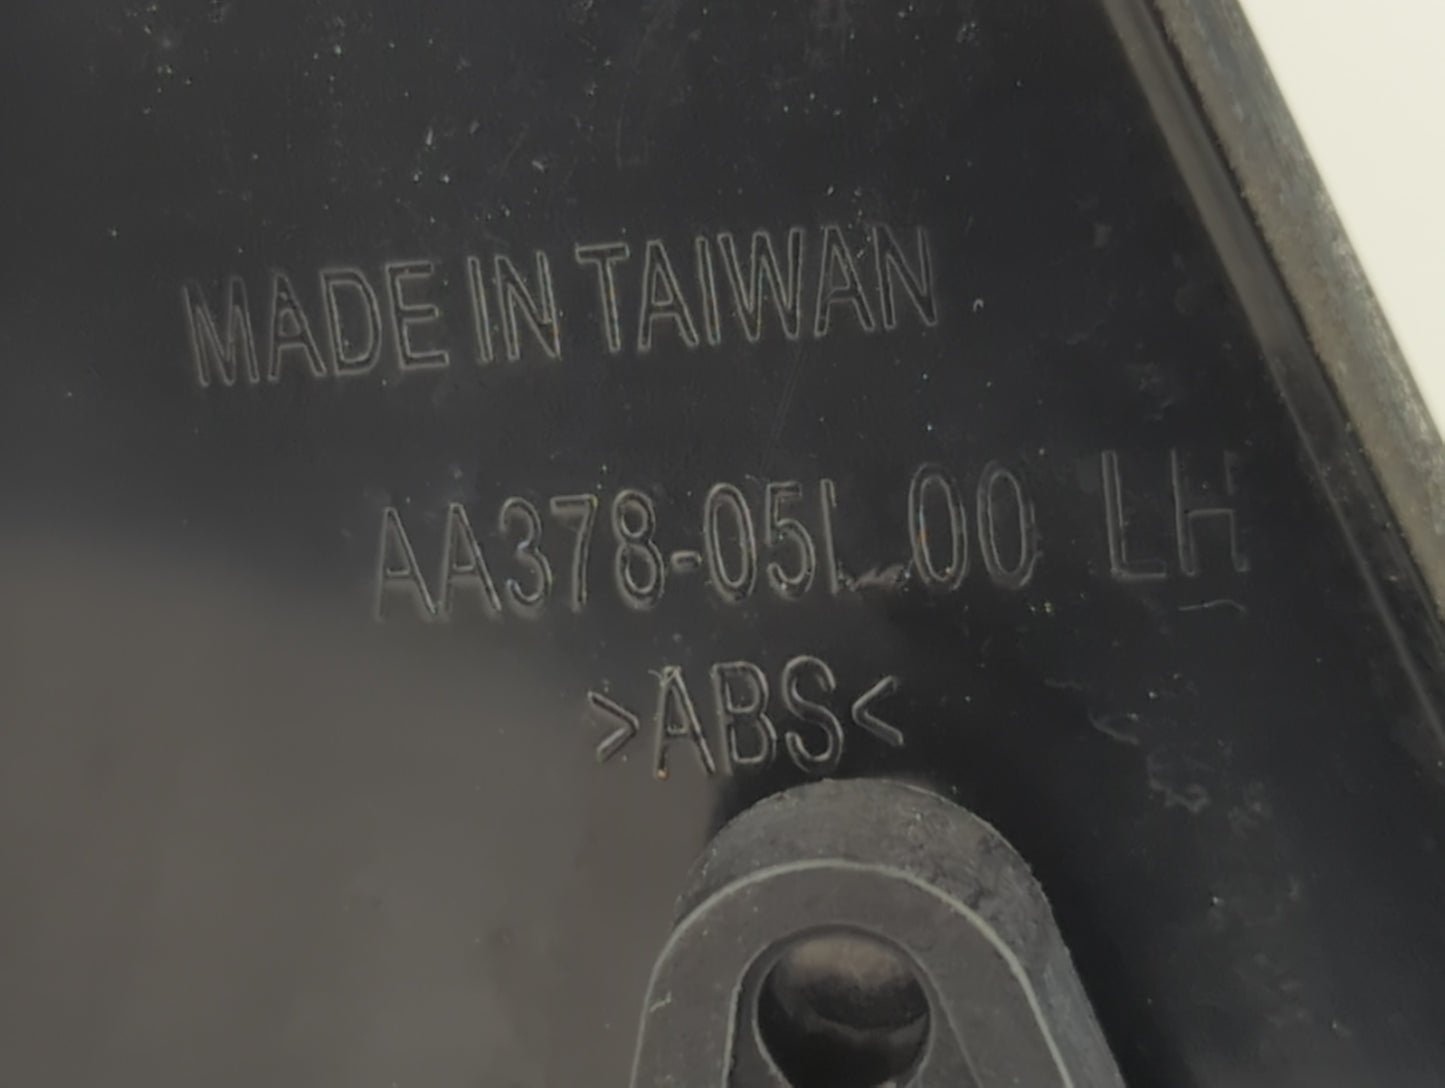 MADE IN TAIWAN
AA378-05L00 LH
>ABS<